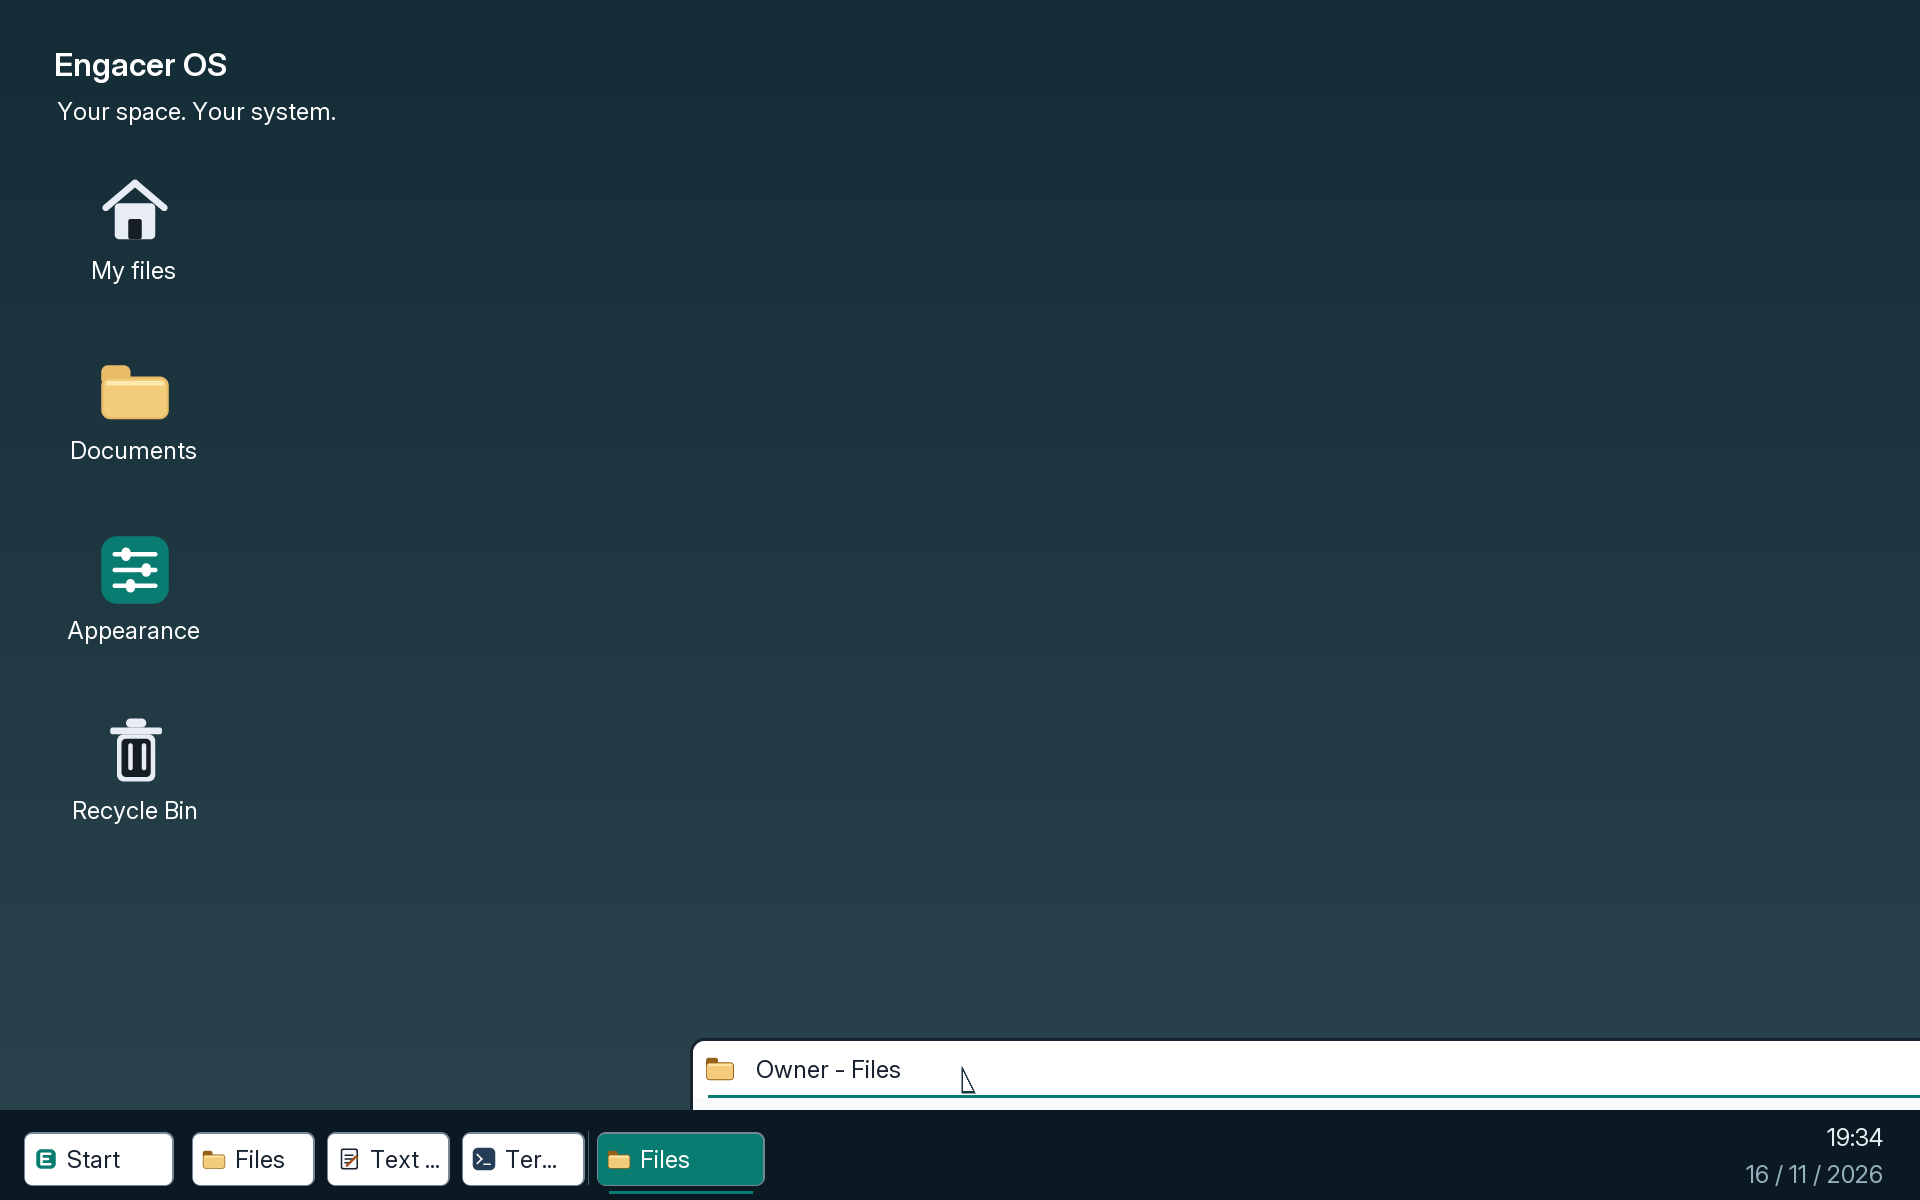 Engacer OS
Your space. Your system.
My files
Documents
Appearance
Recycle Bin
Owner - Files
Start
Files
Text ...
Ter...
Files
19:34
16 / 11 / 2026